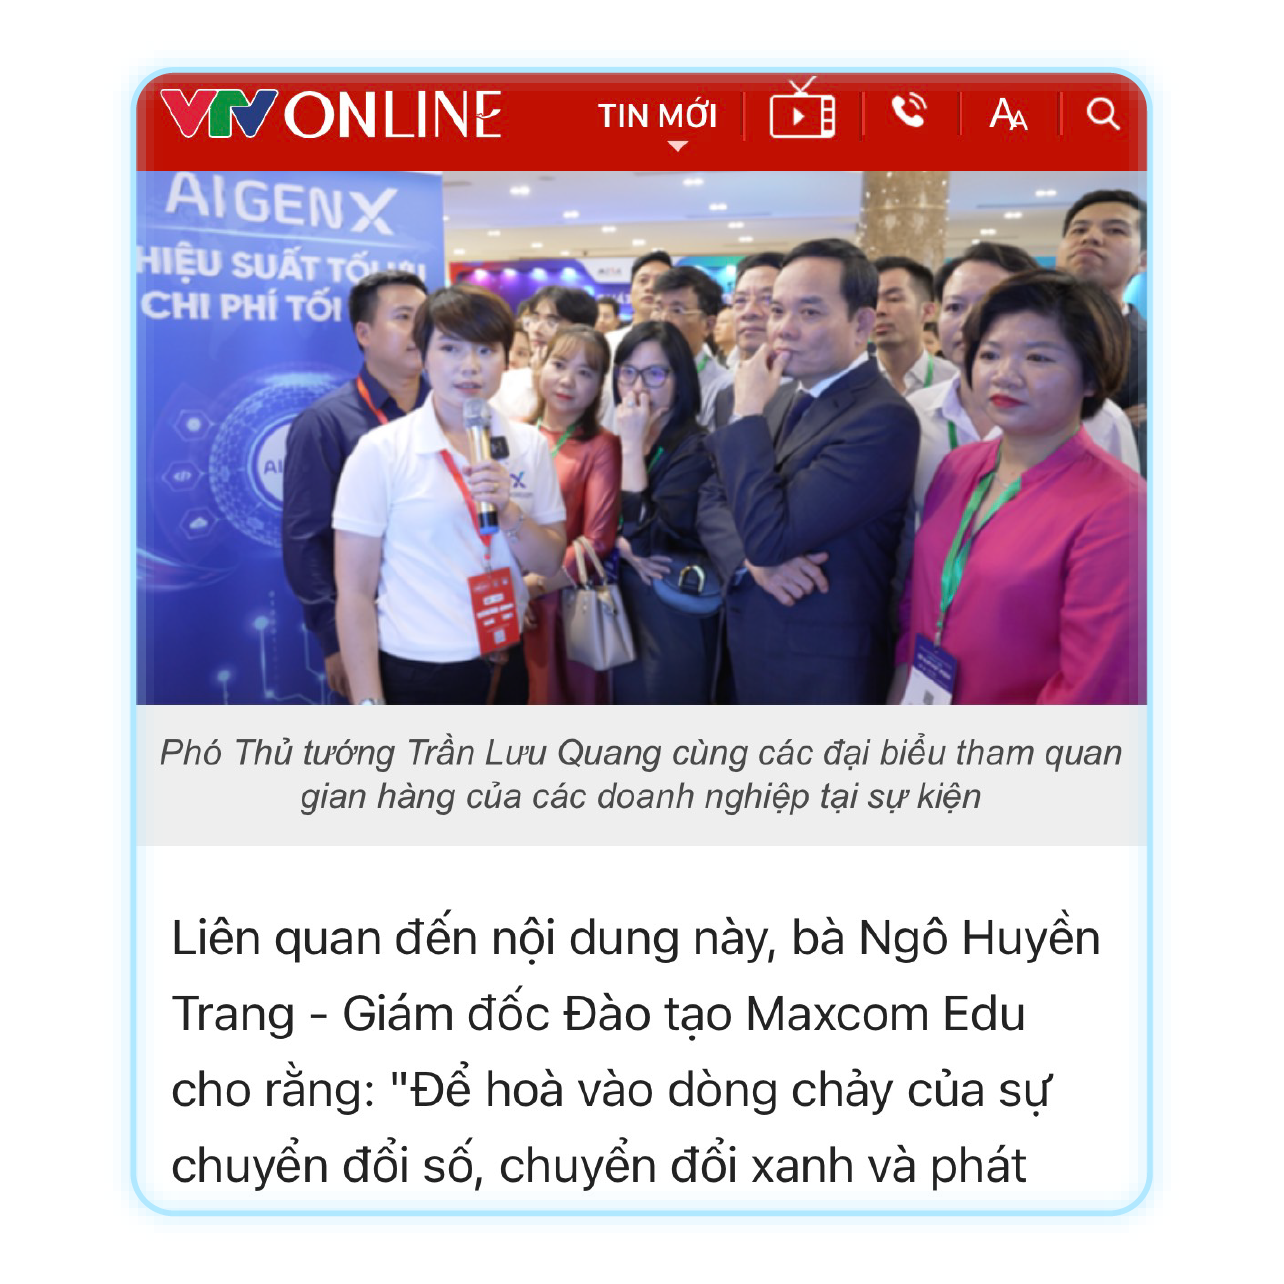 VTV ONLINE
TIN MỚI
AA
AIGENX
HIỆU SUẤT TỐI ƯU
CHI PHÍ TỐI
Phó Thủ tướng Trần Lưu Quang cùng các đại biểu tham quan
gian hàng của các doanh nghiệp tại sự kiện
Liên quan đến nội dung này, bà Ngô Huyền
Trang - Giám đốc Đào tạo Maxcom Edu
cho rằng: "Để hoà vào dòng chảy của sự
chuyển đổi số, chuyển đổi xanh và phát